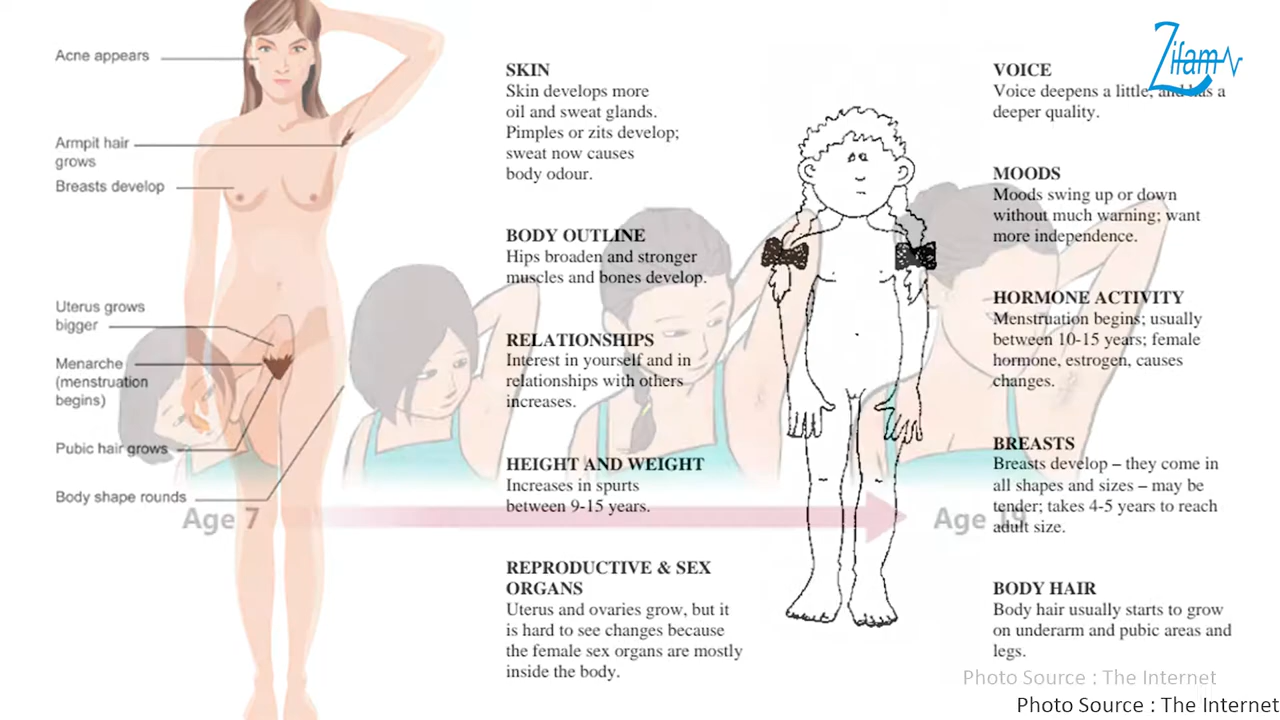 Acne appears
Armpit hair
grows
Breasts develop
Uterus grows
bigger
Menarche
(menstruation
begins)
Pubic hair grows
Body shape rounds
Age 7
SKIN
Skin develops more
oil and sweat glands.
Pimples or zits develop;
sweat now causes
body odour.
BODY OUTLINE
Hips broaden and stronger
muscles and bones develop.
RELATIONSHIPS
Interest in yourself and in
relationships with others
increases.
HEIGHT AND WEIGHT
Increases in spurts
between 9-15 years.
REPRODUCTIVE & SEX
ORGANS
Uterus and ovaries grow, but it
is hard to see changes because
the female sex organs are mostly
inside the body.
Zifam
VOICE
Voice deepens a little; and has a
deeper quality.
MOODS
Moods swing up or down
without much warning; want
more independence.
HORMONE ACTIVITY
Menstruation begins; usually
between 10-15 years; female
hormone, estrogen, causes
changes.
BREASTS
Breasts develop – they come in
all shapes and sizes – may be
tender; takes 4-5 years to reach
adult size.
Age 19
BODY HAIR
Body hair usually starts to grow
on underarm and pubic areas and
legs.
Photo Source : The Internet
Photo Source : The Internet